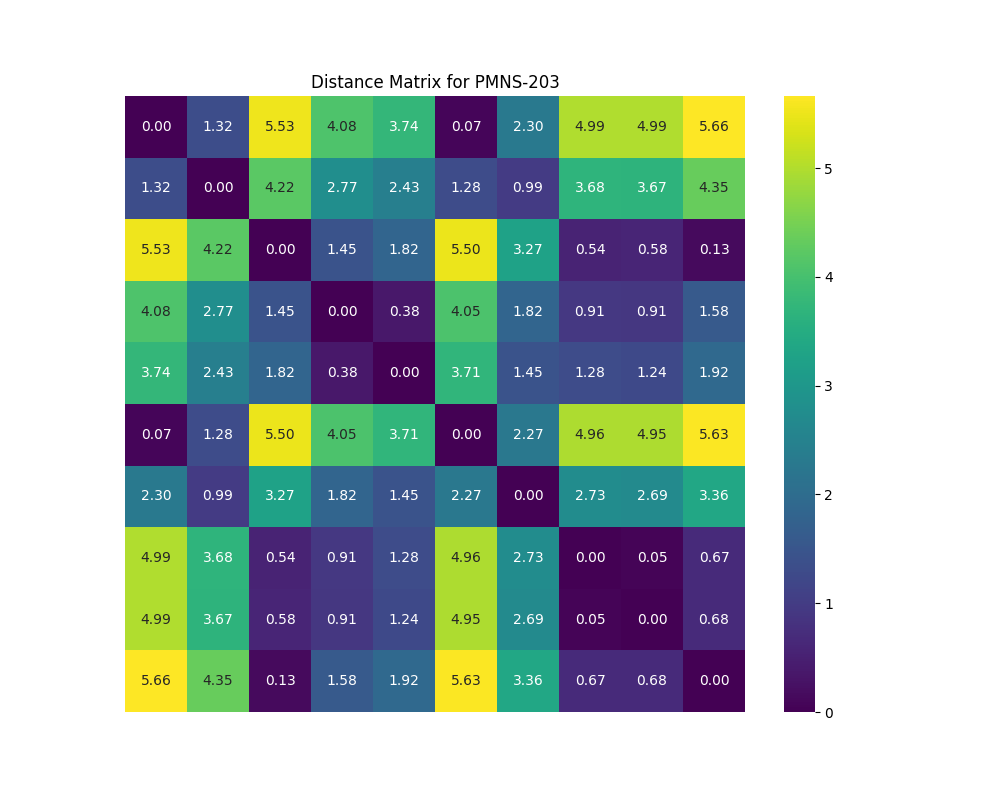 Distance Matrix for PMNS-203
0.00 1.32 5.53 4.08 3.74 0.07 2.30 4.99 4.99 5.66
1.32 0.00 4.22 2.77 2.43 1.28 0.99 3.68 3.67 4.35
5.53 4.22 0.00 1.45 1.82 5.50 3.27 0.54 0.58 0.13
4.08 2.77 1.45 0.00 0.38 4.05 1.82 0.91 0.91 1.58
3.74 2.43 1.82 0.38 0.00 3.71 1.45 1.28 1.24 1.92
0.07 1.28 5.50 4.05 3.71 0.00 2.27 4.96 4.95 5.63
2.30 0.99 3.27 1.82 1.45 2.27 0.00 2.73 2.69 3.36
4.99 3.68 0.54 0.91 1.28 4.96 2.73 0.00 0.05 0.67
4.99 3.67 0.58 0.91 1.24 4.95 2.69 0.05 0.00 0.68
5.66 4.35 0.13 1.58 1.92 5.63 3.36 0.67 0.68 0.00
5
4
3
2
1
0